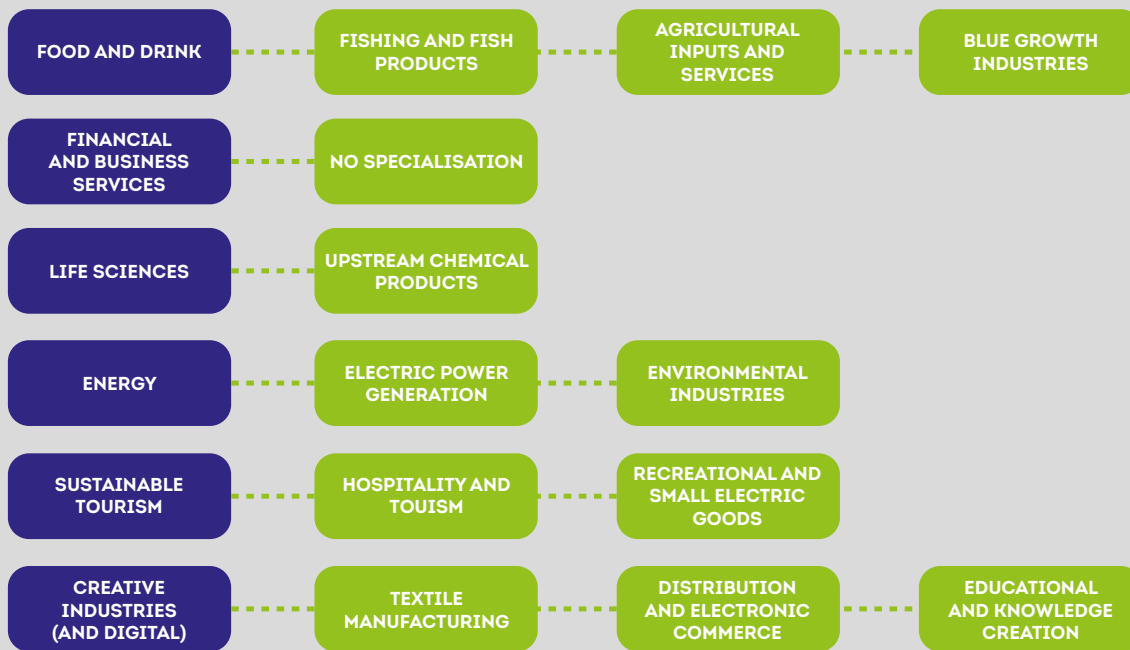 FOOD AND DRINK
FISHING AND FISH
PRODUCTS
AGRICULTURAL
INPUTS AND
SERVICES
BLUE GROWTH
INDUSTRIES
FINANCIAL
AND BUSINESS
SERVICES
NO SPECIALISATION
LIFE SCIENCES
UPSTREAM CHEMICAL
PRODUCTS
ENERGY
ELECTRIC POWER
GENERATION
ENVIRONMENTAL
INDUSTRIES
SUSTAINABLE
TOURISM
HOSPITALITY AND
TOUISM
RECREATIONAL AND
SMALL ELECTRIC
GOODS
CREATIVE
INDUSTRIES
(AND DIGITAL)
TEXTILE
MANUFACTURING
DISTRIBUTION
AND ELECTRONIC
COMMERCE
EDUCATIONAL
AND KNOWLEDGE
CREATION